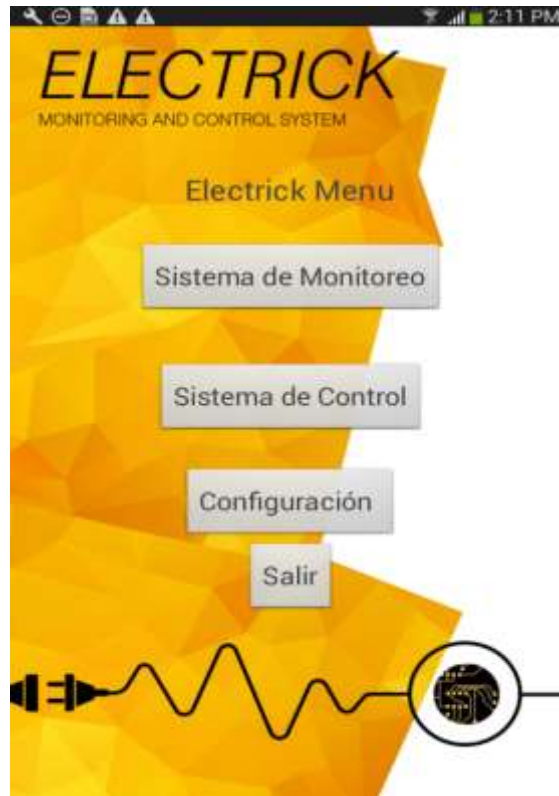 2:11 PM
ELECTRICK
MONITORING AND CONTROL SYSTEM
Electrick Menu
Sistema de Monitoreo
Sistema de Control
Configuración
Salir